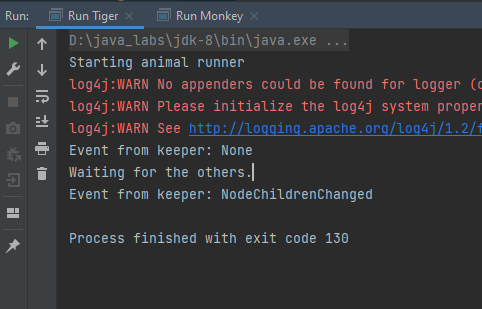 Run: Run Tiger × Run Monkey ×
D:\java_labs\jdk-8\bin\java.exe ...
Starting animal runner
log4j:WARN No appenders could be found for logger (
log4j:WARN Please initialize the log4j system
log4j:WARN See http://logging.apache.org/log4j/1.2/
Event from keeper: None
Waiting for the others.
Event from keeper: NodeChildrenChanged
Process finished with exit code 130